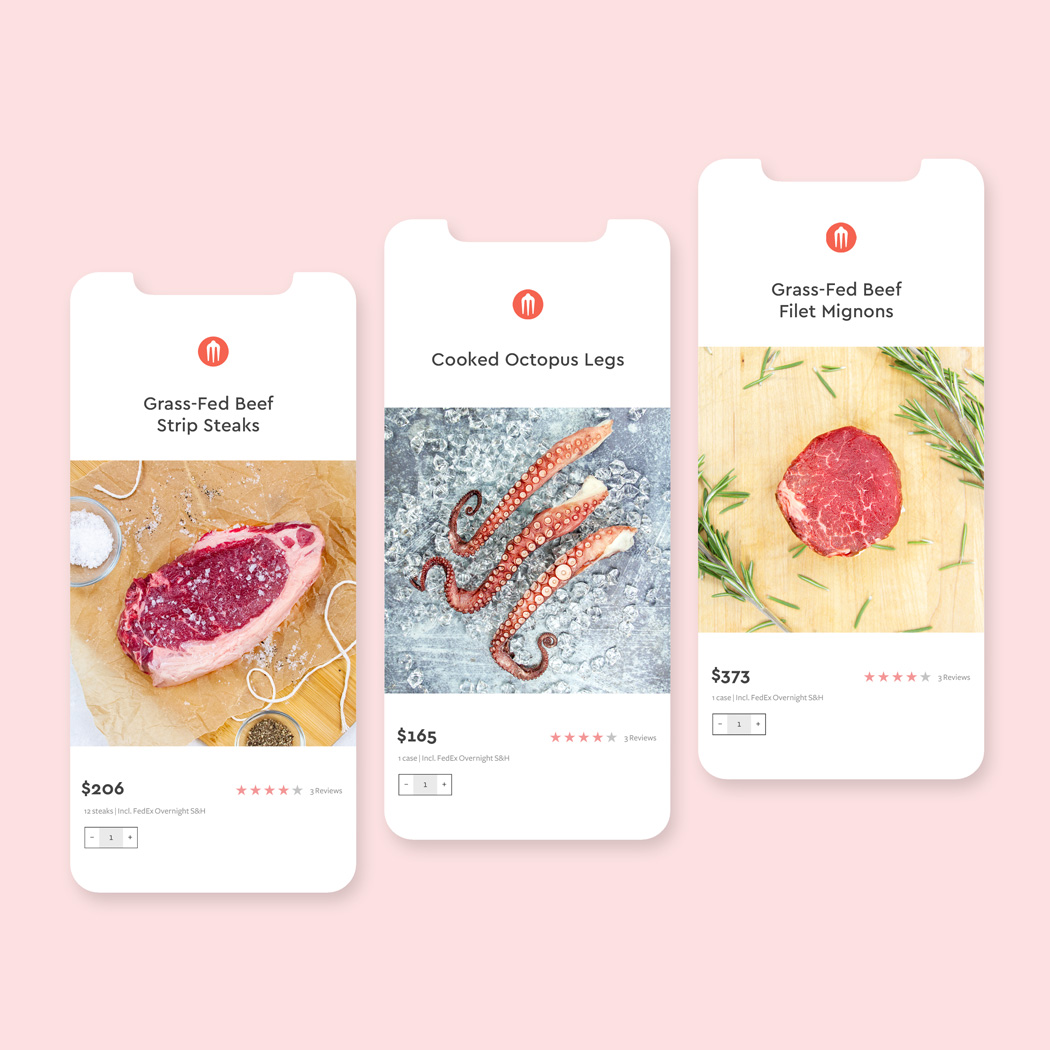 Grass-Fed Beef
Strip Steaks
$206
3 Reviews
12 steaks | Incl. FedEx Overnight S&H
− 1 +
Cooked Octopus Legs
$165
3 Reviews
1 case | Incl. FedEx Overnight S&H
− 1 +
Grass-Fed Beef
Filet Mignons
$373
3 Reviews
1 case | Incl. FedEx Overnight S&H
− 1 +